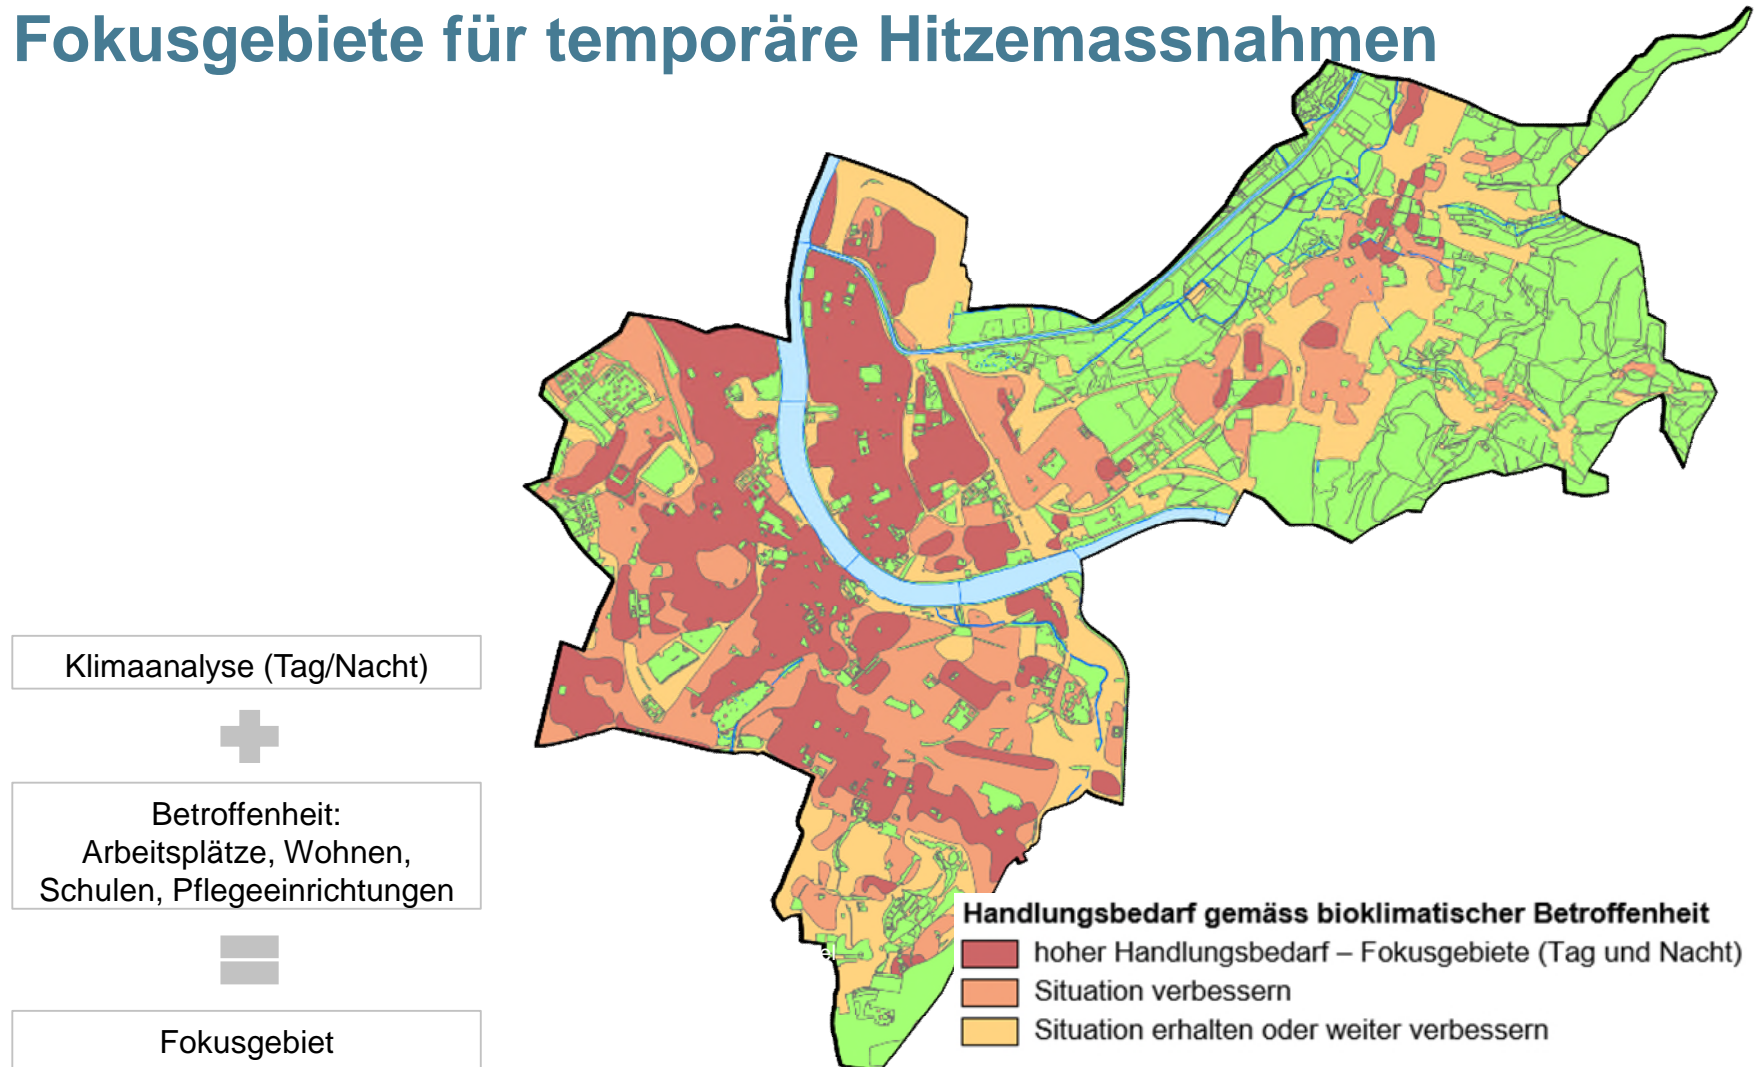 Fokusgebiete für temporäre Hitzemassnahmen
Klimaanalyse (Tag/Nacht)
Betroffenheit:
Arbeitsplätze, Wohnen,
Schulen, Pflegeeinrichtungen
Fokusgebiet
Handlungsbedarf gemäss bioklimatischer Betroffenheit
hoher Handlungsbedarf – Fokusgebiete (Tag und Nacht)
Situation verbessern
Situation erhalten oder weiter verbessern